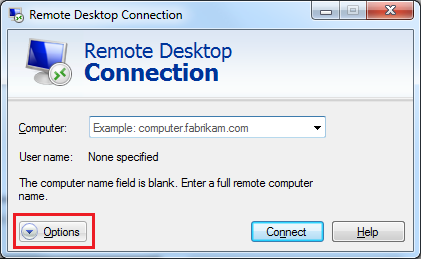 Remote Desktop Connection
Remote Desktop
Connection
Computer:
Example: computer.fabrikam.com
User name:
None specified
The computer name field is blank. Enter a full remote computer
name.
Options
Connect
Help